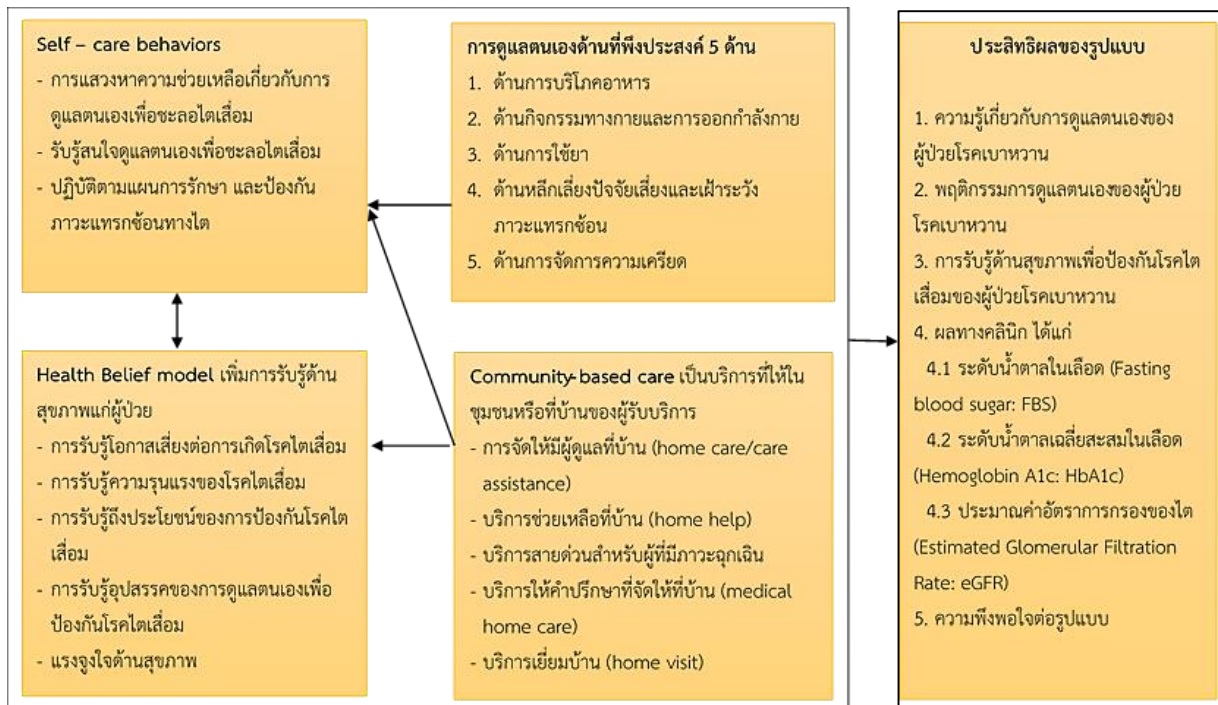 Self – care behaviors
- การแสวงหาความช่วยเหลือเกี่ยวกับการ
ดูแลตนเองเพื่อชะลอไตเสื่อม
- รับรู้สนใจดูแลตนเองเพื่อชะลอไตเสื่อม
- ปฏิบัติตามแผนการรักษา และป้องกัน
ภาวะแทรกซ้อนทางไต
การดูแลตนเองด้านที่พึงประสงค์ 5 ด้าน
1. ด้านการบริโภคอาหาร
2. ด้านกิจกรรมทางกายและการออกกำลังกาย
3. ด้านการใช้ยา
4. ด้านหลีกเลี่ยงปัจจัยเสี่ยงและเฝ้าระวัง
ภาวะแทรกซ้อน
5. ด้านการจัดการความเครียด
Health Belief model เพิ่มการรับรู้ด้าน
สุขภาพแก่ผู้ป่วย
- การรับรู้โอกาสเสี่ยงต่อการเกิดโรคไตเสื่อม
- การรับรู้ความรุนแรงของโรคไตเสื่อม
- การรับรู้ถึงประโยชน์ของการป้องกันโรคไต
เสื่อม
- การรับรู้อุปสรรคของการดูแลตนเองเพื่อ
ป้องกันโรคไตเสื่อม
- แรงจูงใจด้านสุขภาพ
Community-based care เป็นบริการที่ให้ใน
ชุมชนหรือที่บ้านของผู้รับบริการ
- การจัดให้มีผู้ดูแลที่บ้าน (home care/care
assistance)
- บริการช่วยเหลือที่บ้าน (home help)
- บริการสายด่วนสำหรับผู้ที่มีภาวะฉุกเฉิน
- บริการให้คำปรึกษาที่จัดให้ที่บ้าน (medical
home care)
- บริการเยี่ยมบ้าน (home visit)
ประสิทธิผลของรูปแบบ
1. ความรู้เกี่ยวกับการดูแลตนเองของ
ผู้ป่วยโรคเบาหวาน
2. พฤติกรรมการดูแลตนเองของผู้ป่วย
โรคเบาหวาน
3. การรับรู้ด้านสุขภาพเพื่อป้องกันโรคไต
เสื่อมของผู้ป่วยโรคเบาหวาน
4. ผลทางคลินิก ได้แก่
4.1 ระดับน้ำตาลในเลือด (Fasting
blood sugar: FBS)
4.2 ระดับน้ำตาลเฉลี่ยสะสมในเลือด
(Hemoglobin A1c: HbA1c)
4.3 ประมาณค่าอัตราการกรองของไต
(Estimated Glomerular Filtration
Rate: eGFR)
5. ความพึงพอใจต่อรูปแบบ